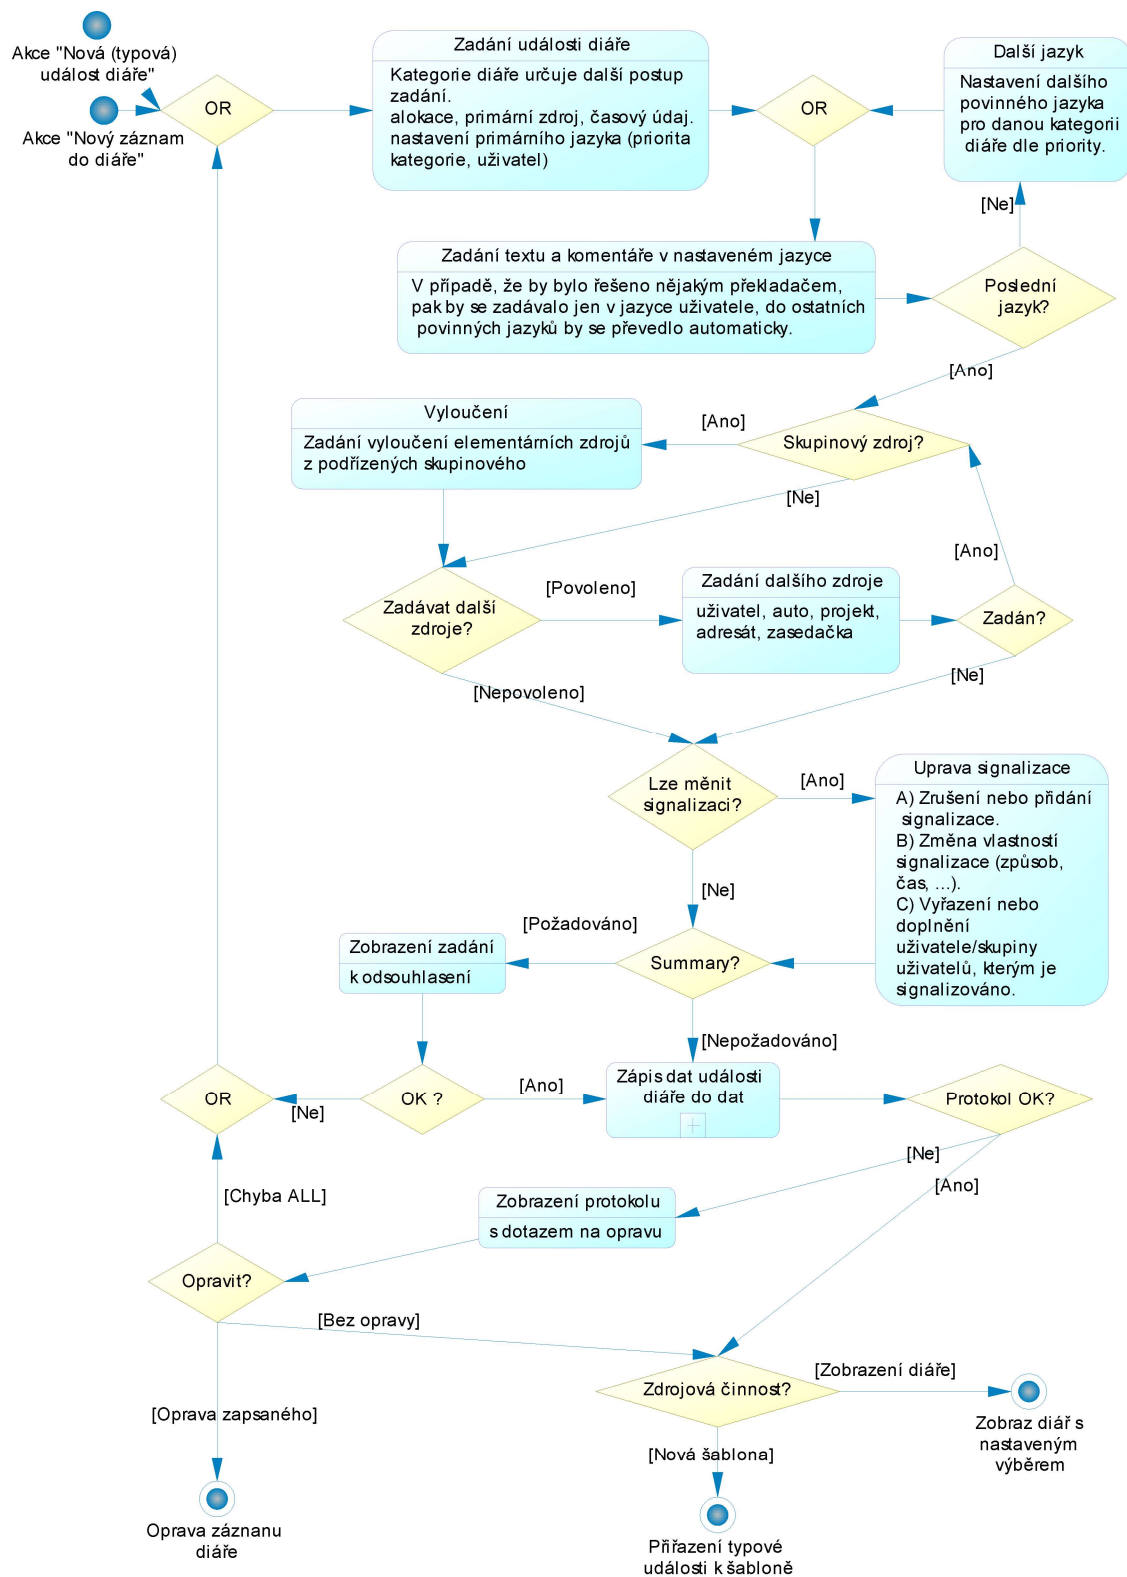 Akce "Nová (typová)
událost diáře"
Akce "Nový záznam
do diáře"
OR
Zadání události diáře
Kategorie diáře určuje další postup
zadání.
alokace, primární zdroj, časový údaj.
nastavení primárního jazyka (priorita
kategorie, uživatel)
OR
Další jazyk
Nastavení dalšího
povinného jazyka
pro danou kategorii
diáře dle priority.
[Ne]
Zadání textu a komentáře v nastaveném jazyce
V případě, že by bylo řešeno nějakým překladačem,
pak by se zadávalo jen v jazyce uživatele, do ostatních
povinných jazyků by se převedlo automaticky.
Poslední
jazyk?
[Ano]
Vyloučení
Zadání vyloučení elementárních zdrojů
z podřízených skupinového
[Ano]
Skupinový zdroj?
[Ne]
[Ano]
Zadávat další
zdroje?
[Povoleno]
Zadání dalšího zdroje
uživatel, auto, projekt,
adresát, zasedačka
Zadán?
[Nepovoleno]
[Ne]
Lze měnit
signalizaci?
[Ano]
Uprava signalizace
A) Zrušení nebo přidání
signalizace.
B) Změna vlastností
signalizace (způsob,
čas, ...).
C) Vyřazení nebo
doplnění
uživatele/skupiny
uživatelů, kterým je
signalizováno.
[Ne]
[Požadováno]
Zobrazení zadání
k odsouhlasení
Summary?
[Nepožadováno]
OR
[Ne]
OK ?
[Ano]
Zápis dat události
diáře do dat
Protokol OK?
[Ne]
[Ano]
[Chyba ALL]
Zobrazení protokolu
s dotazem na opravu
Opravit?
[Bez opravy]
[Oprava zapsaného]
Zdrojová činnost?
[Zobrazení diáře]
Zobraz diář s
nastaveným
výběrem
[Nová šablona]
Oprava záznanu
diáře
Přiřazení typové
události k šabloně